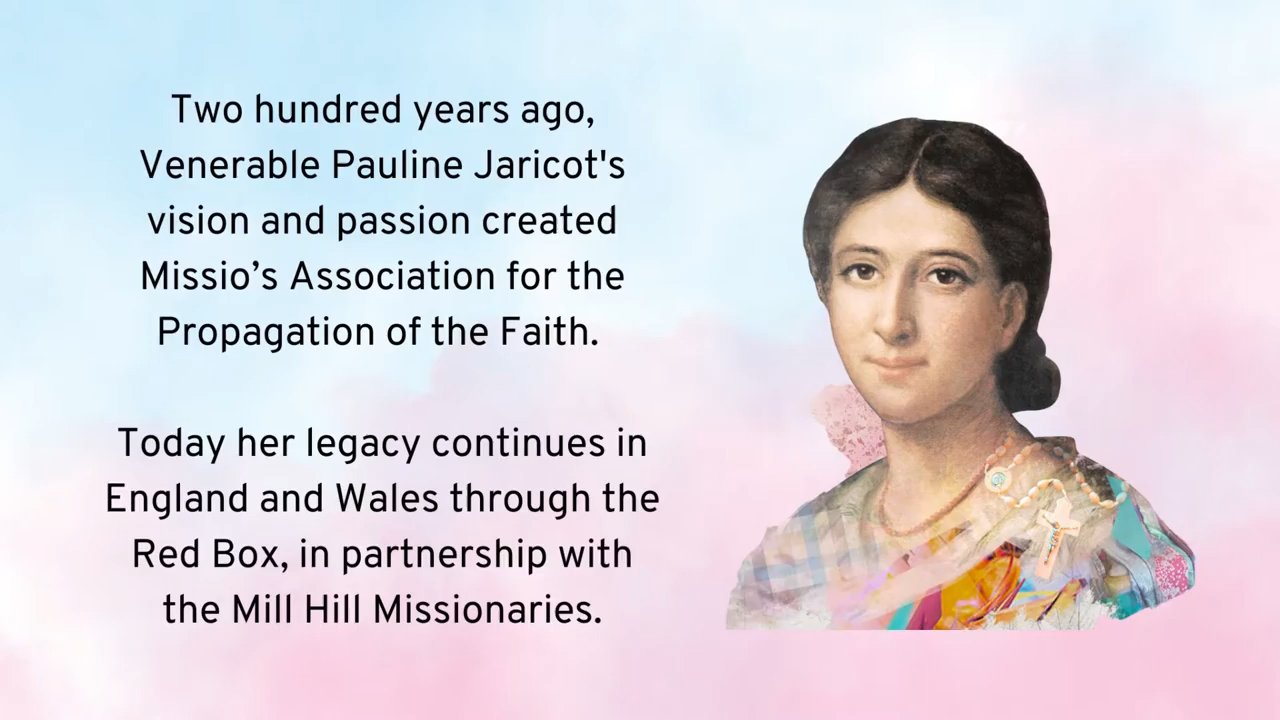 Two hundred years ago,
Venerable Pauline Jaricot's
vision and passion created
Missio’s Association for the
Propagation of the Faith.
Today her legacy continues in
England and Wales through the
Red Box, in partnership with
the Mill Hill Missionaries.